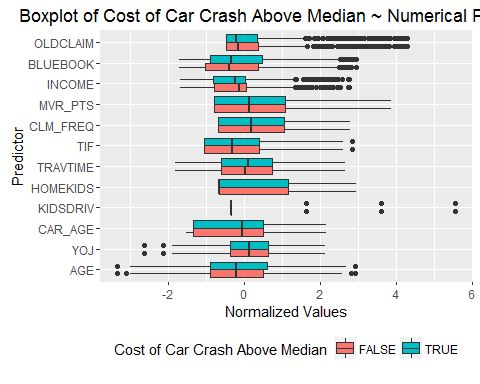 Boxplot of Cost of Car Crash Above Median ~ Numerical
OLDCLAIM
BLUEBOOK
INCOME
MVR_PTS
CLM_FREQ
TIF
TRAVTIME
HOMEKIDS
KIDSDRIV
CAR_AGE
YOJ
AGE
Predictor
-2 0 2 4 6
Normalized Values
Cost of Car Crash Above Median FALSE TRUE